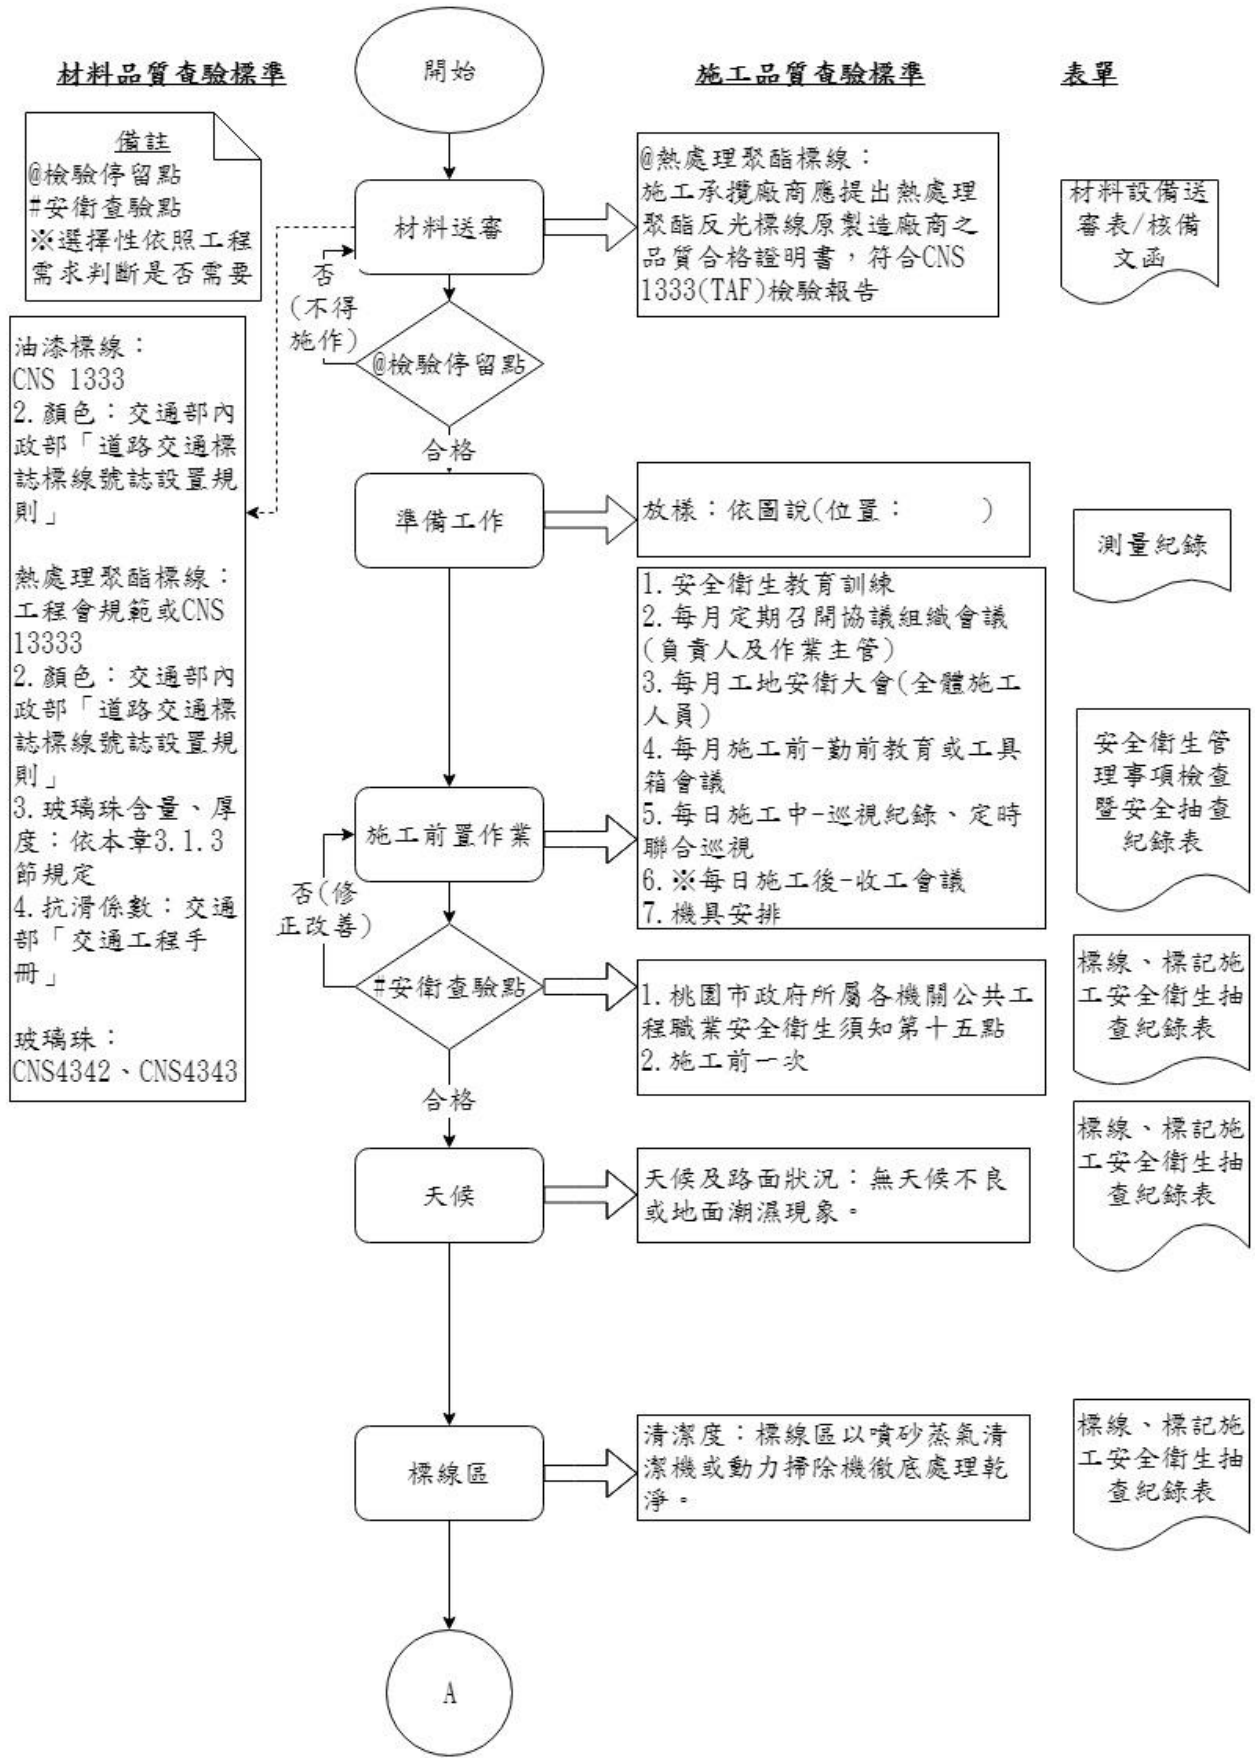 開始
材料品質查驗標準
施工品質查驗標準
表單
備註
@檢驗停留點
#安衛查驗點
※選擇性依照工程
需求判斷是否需要
材料送審
@熱處理聚酯標線：
施工承攬廠商應提出熱處理
聚酯反光標線原製造廠商之
品質合格證明書，符合CNS
1333(TAF)檢驗報告
材料設備送
審表/核備
文函
否
(不得
施作)
@檢驗停留點
合格
油漆標線：
CNS 1333
2.顏色：交通部內
政部「道路交通標
誌標線號誌設置規
則」
熱處理聚酯標線：
工程會規範或CNS
13333
2.顏色：交通部內
政部「道路交通標
誌標線號誌設置規
則」
3.玻璃珠含量、厚
度：依本章3.1.3
節規定
4.抗滑係數：交通
部「交通工程手
冊」
玻璃珠：
CNS4342、CNS4343
準備工作
放樣：依圖說(位置：　　　)
測量紀錄
1.安全衛生教育訓練
2.每月定期召開協議組織會議
(負責人及作業主管)
3.每月工地安衛大會(全體施工
人員)
4.每月施工前-勤前教育或工具
箱會議
5.每日施工中-巡視紀錄、定時
聯合巡視
6.※每日施工後-收工會議
7.機具安排
安全衛生管
理事項檢查
暨安全抽查
紀錄表
施工前置作業
否(修
正改善)
#安衛查驗點
合格
1.桃園市政府所屬各機關公共工
程職業安全衛生須知第十五點
2.施工前一次
標線、標記施
工安全衛生抽
查紀錄表
天候
天候及路面狀況：無天候不良
或地面潮濕現象。
標線、標記施
工安全衛生抽
查紀錄表
標線區
清潔度：標線區以噴砂蒸氣清
潔機或動力掃除機徹底處理乾
淨。
標線、標記施
工安全衛生抽
查紀錄表
A